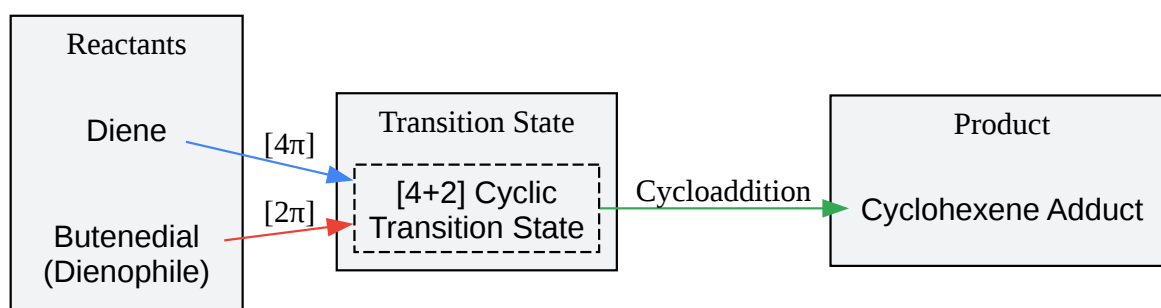 Reactants
Diene
Butenedial
(Dienophile)
[4π]
[2π]
Transition State
[4+2] Cyclic
Transition State
Cycloaddition
Product
Cyclohexene Adduct